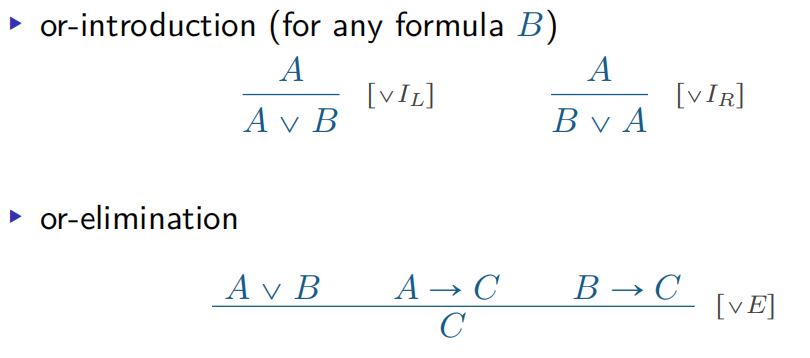 ▸ or-introduction (for any formula B)
A A
[∨I_L] [∨I_R]
A ∨ B B ∨ A
▸ or-elimination
A ∨ B A → C B → C
[∨E]
C